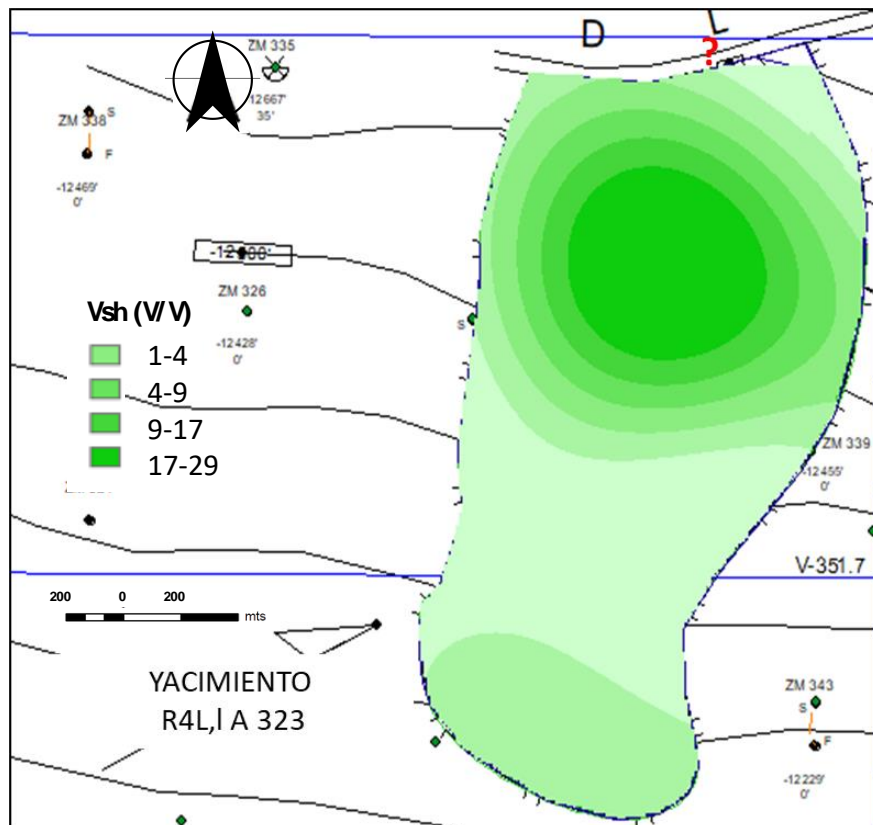 D L
?
ZM 335
-12667'
35'
S
ZM 338
F
-12469'
0'
ZM 326
-12428'
0'
S
Vsh (V/V)
1-4
4-9
9-17
17-29
ZM 339
-12455'
0'
V-351.7
200 0 200
mts
YACIMIENTO
R4L,l A 323
ZM 343
S
F
-12229'
0'